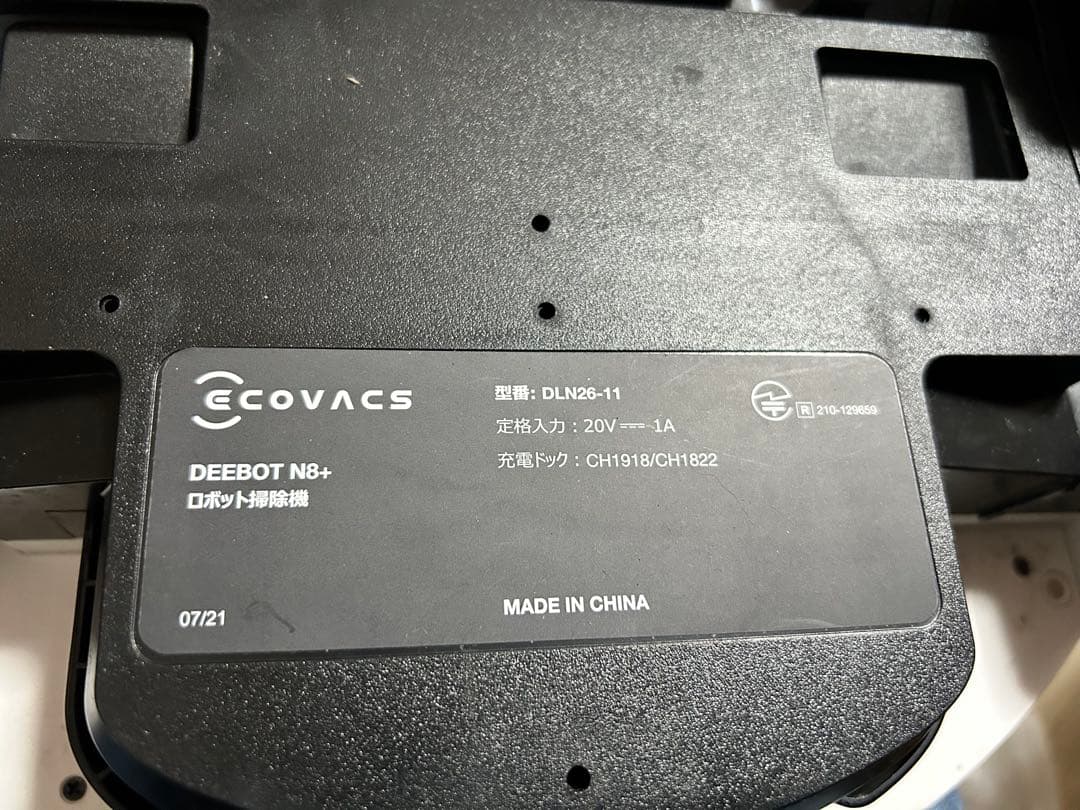 ECOVACS
DEEBOT N8+
ロボット掃除機
07/21
型番: DLN26-11
定格入力：20V⎓1A
充電ドック：CH1918/CH1822
MADE IN CHINA
R 210-129659